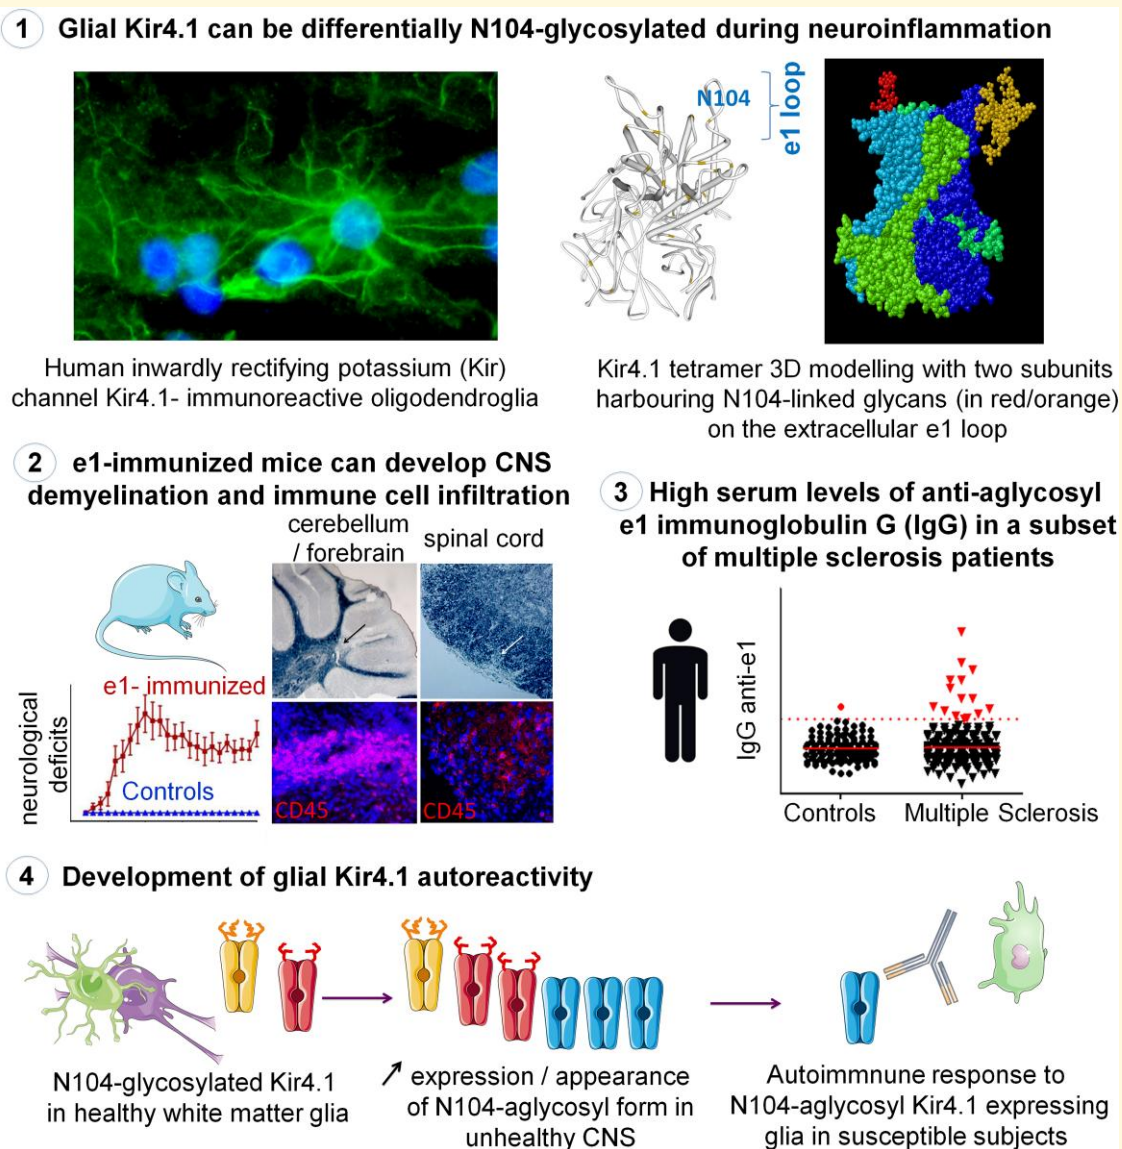 1 Glial Kir4.1 can be differentially N104-glycosylated during neuroinflammation
N104
e1 loop
Human inwardly rectifying potassium (Kir)
channel Kir4.1- immunoreactive oligodendroglia
Kir4.1 tetramer 3D modelling with two subunits
harbouring N104-linked glycans (in red/orange)
on the extracellular e1 loop
2 e1-immunized mice can develop CNS
demyelination and immune cell infiltration
cerebellum
/ forebrain
spinal cord
e1- immunized
neurological
deficits
Controls
CD45
CD45
3 High serum levels of anti-aglycosyl
e1 immunoglobulin G (IgG) in a subset
of multiple sclerosis patients
IgG anti-e1
Controls
Multiple Sclerosis
4 Development of glial Kir4.1 autoreactivity
N104-glycosylated Kir4.1
in healthy white matter glia
↗ expression / appearance
of N104-aglycosyl form in
unhealthy CNS
Autoimmnune response to
N104-aglycosyl Kir4.1 expressing
glia in susceptible subjects